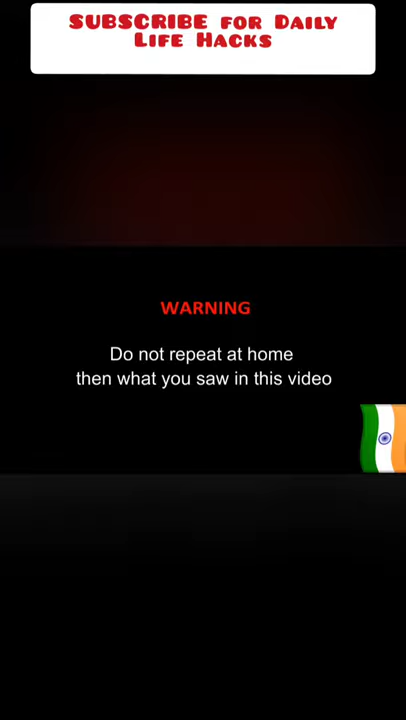 SUBSCRIBE for Daily
Life Hacks
WARNING
Do not repeat at home
then what you saw in this video